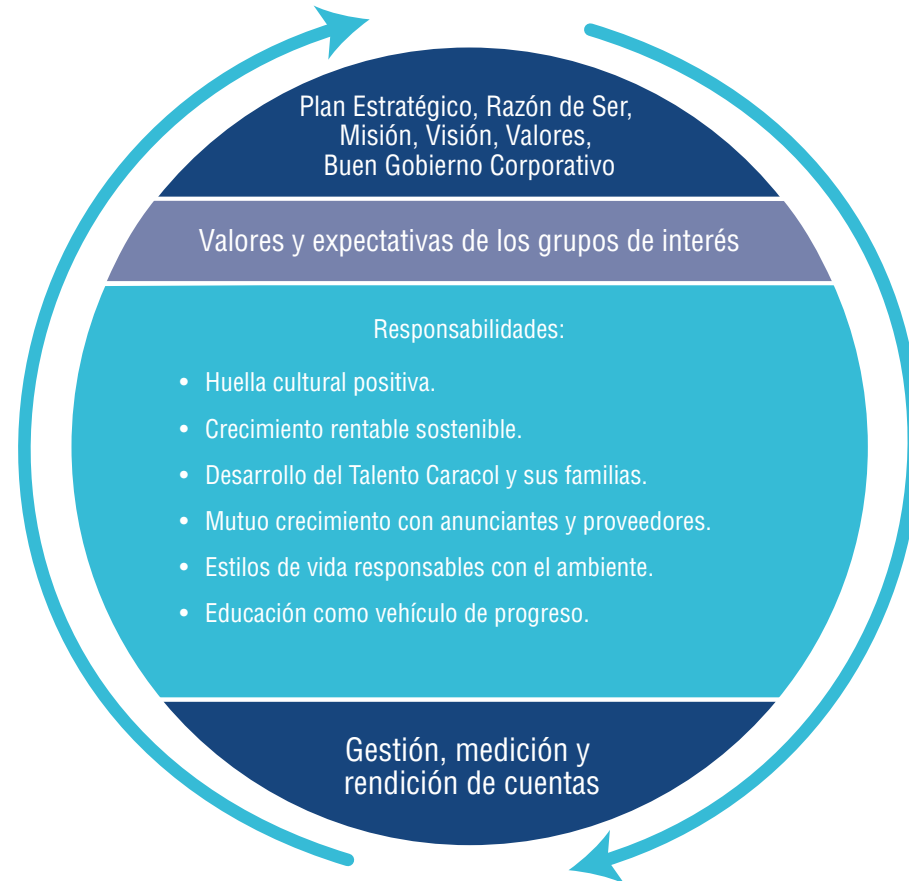 Plan Estratégico, Razón de Ser,
Misión, Visión, Valores,
Buen Gobierno Corporativo
Valores y expectativas de los grupos de interés
Responsabilidades:
• Huella cultural positiva.
• Crecimiento rentable sostenible.
• Desarrollo del Talento Caracol y sus familias.
• Mutuo crecimiento con anunciantes y proveedores.
• Estilos de vida responsables con el ambiente.
• Educación como vehículo de progreso.
Gestión, medición y
rendición de cuentas